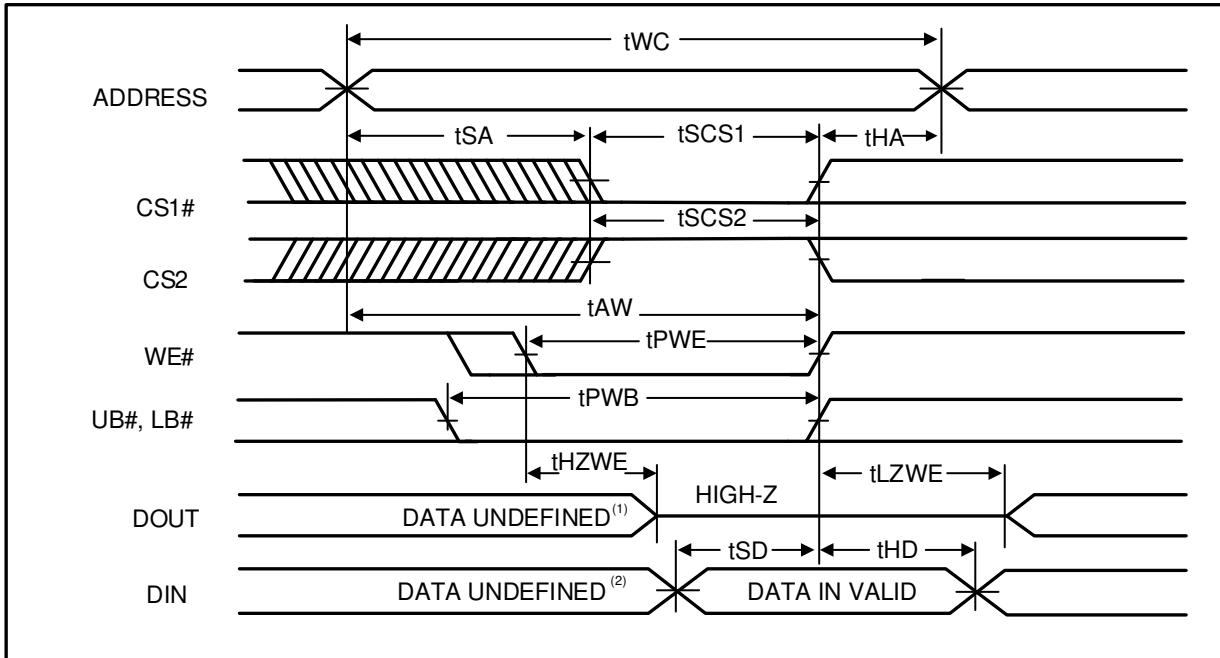 tWC
ADDRESS
tSA
tSCS1
tHA
CS1#
tSCS2
CS2
tAW
WE#
tPWE
UB#, LB#
tPWB
tHZWE
tLZWE
HIGH-Z
DOUT
DATA UNDEFINED(1)
tSD
tHD
DIN
DATA UNDEFINED(2)
DATA IN VALID